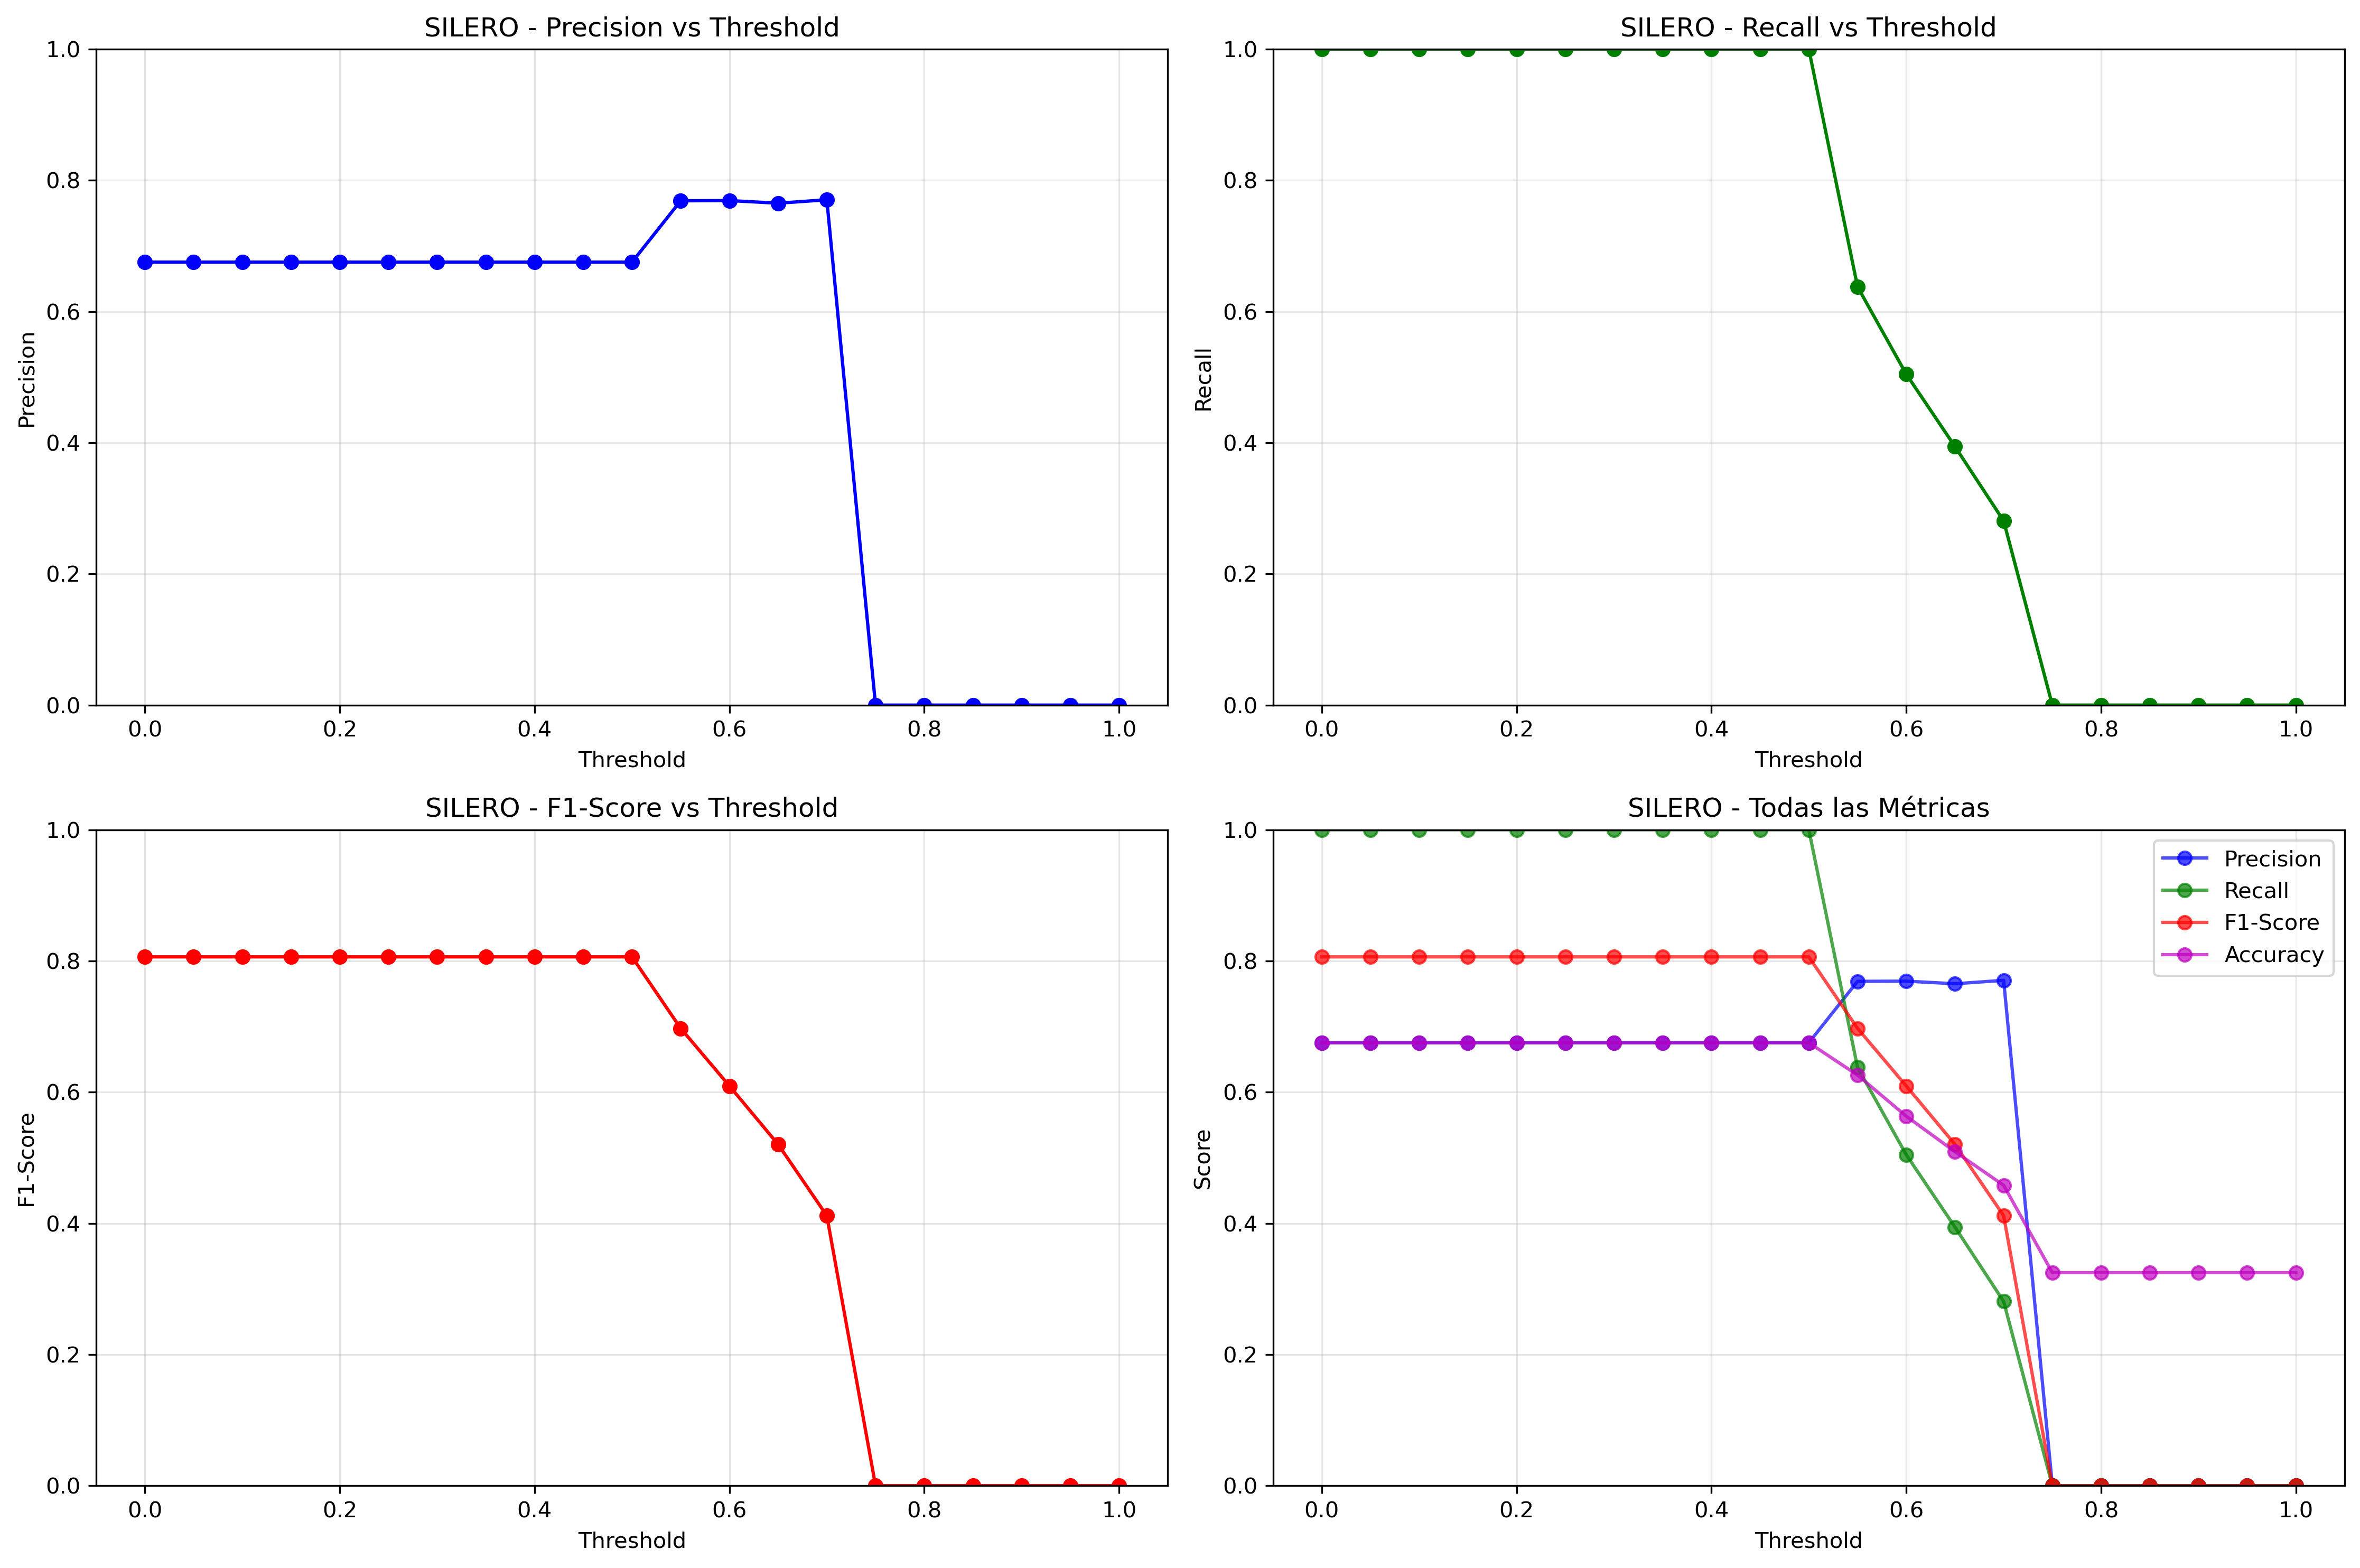 SILERO - Precision vs Threshold
1.0
0.8
0.6
0.4
0.2
0.0
Precision
0.0 0.2 0.4 0.6 0.8 1.0
Threshold
SILERO - Recall vs Threshold
1.0
0.8
0.6
0.4
0.2
0.0
Recall
0.0 0.2 0.4 0.6 0.8 1.0
Threshold
SILERO - F1-Score vs Threshold
1.0
0.8
0.6
0.4
0.2
0.0
F1-Score
0.0 0.2 0.4 0.6 0.8 1.0
Threshold
SILERO - Todas las Métricas
1.0
0.8
0.6
0.4
0.2
0.0
Score
Precision
Recall
F1-Score
Accuracy
0.0 0.2 0.4 0.6 0.8 1.0
Threshold